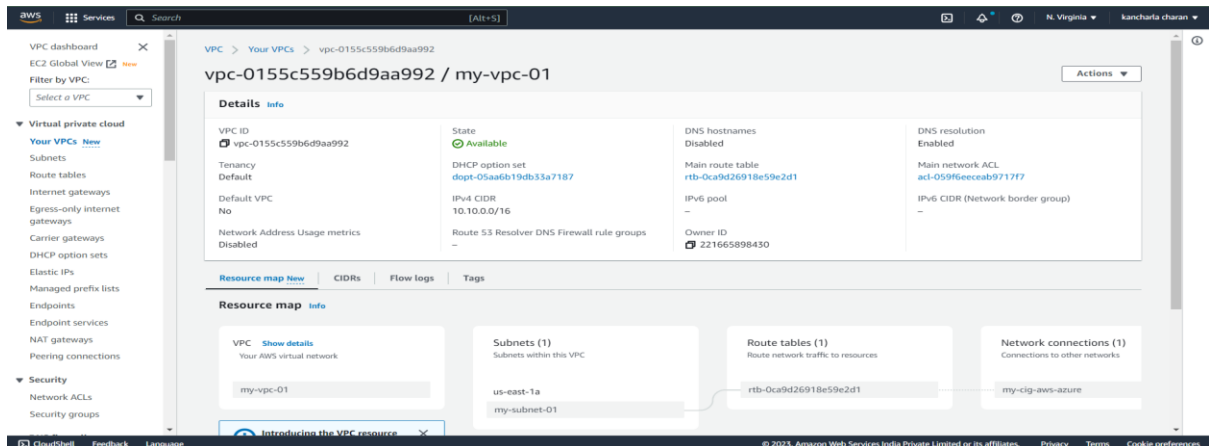 aws Services Search [Alt+S] N. Virginia kancharla charan
VPC dashboard
EC2 Global View New
Filter by VPC:
Select a VPC
Virtual private cloud
Your VPCs New
Subnets
Route tables
Internet gateways
Egress-only internet
gateways
Carrier gateways
DHCP option sets
Elastic IPs
Managed prefix lists
Endpoints
Endpoint services
NAT gateways
Peering connections
Security
Network ACLs
Security groups
VPC > Your VPCs > vpc-0155c559b6d9aa992
vpc-0155c559b6d9aa992 / my-vpc-01
Actions
Details Info
VPC ID
vpc-0155c559b6d9aa992
State
Available
DNS hostnames
Disabled
DNS resolution
Enabled
Tenancy
Default
DHCP option set
dopt-05aa6b19db33a7187
Main route table
rtb-0ca9d26918e59e2d1
Main network ACL
acl-059f6eeceab9717f7
Default VPC
No
IPv4 CIDR
10.10.0.0/16
IPv6 pool
–
IPv6 CIDR (Network border group)
–
Network Address Usage metrics
Disabled
Route 53 Resolver DNS Firewall rule groups
–
Owner ID
221665898430
Resource map New CIDRs Flow logs Tags
Resource map Info
VPC Show details
Your AWS virtual network
my-vpc-01
Subnets (1)
Subnets within this VPC
us-east-1a
my-subnet-01
Route tables (1)
Route network traffic to resources
rtb-0ca9d26918e59e2d1
Network connections (1)
Connections to other networks
my-cig-aws-azure
Introducing the VPC resource
CloudShell Feedback Language © 2023, Amazon Web Services India Private Limited or its affiliates. Privacy Terms Cookie preferences